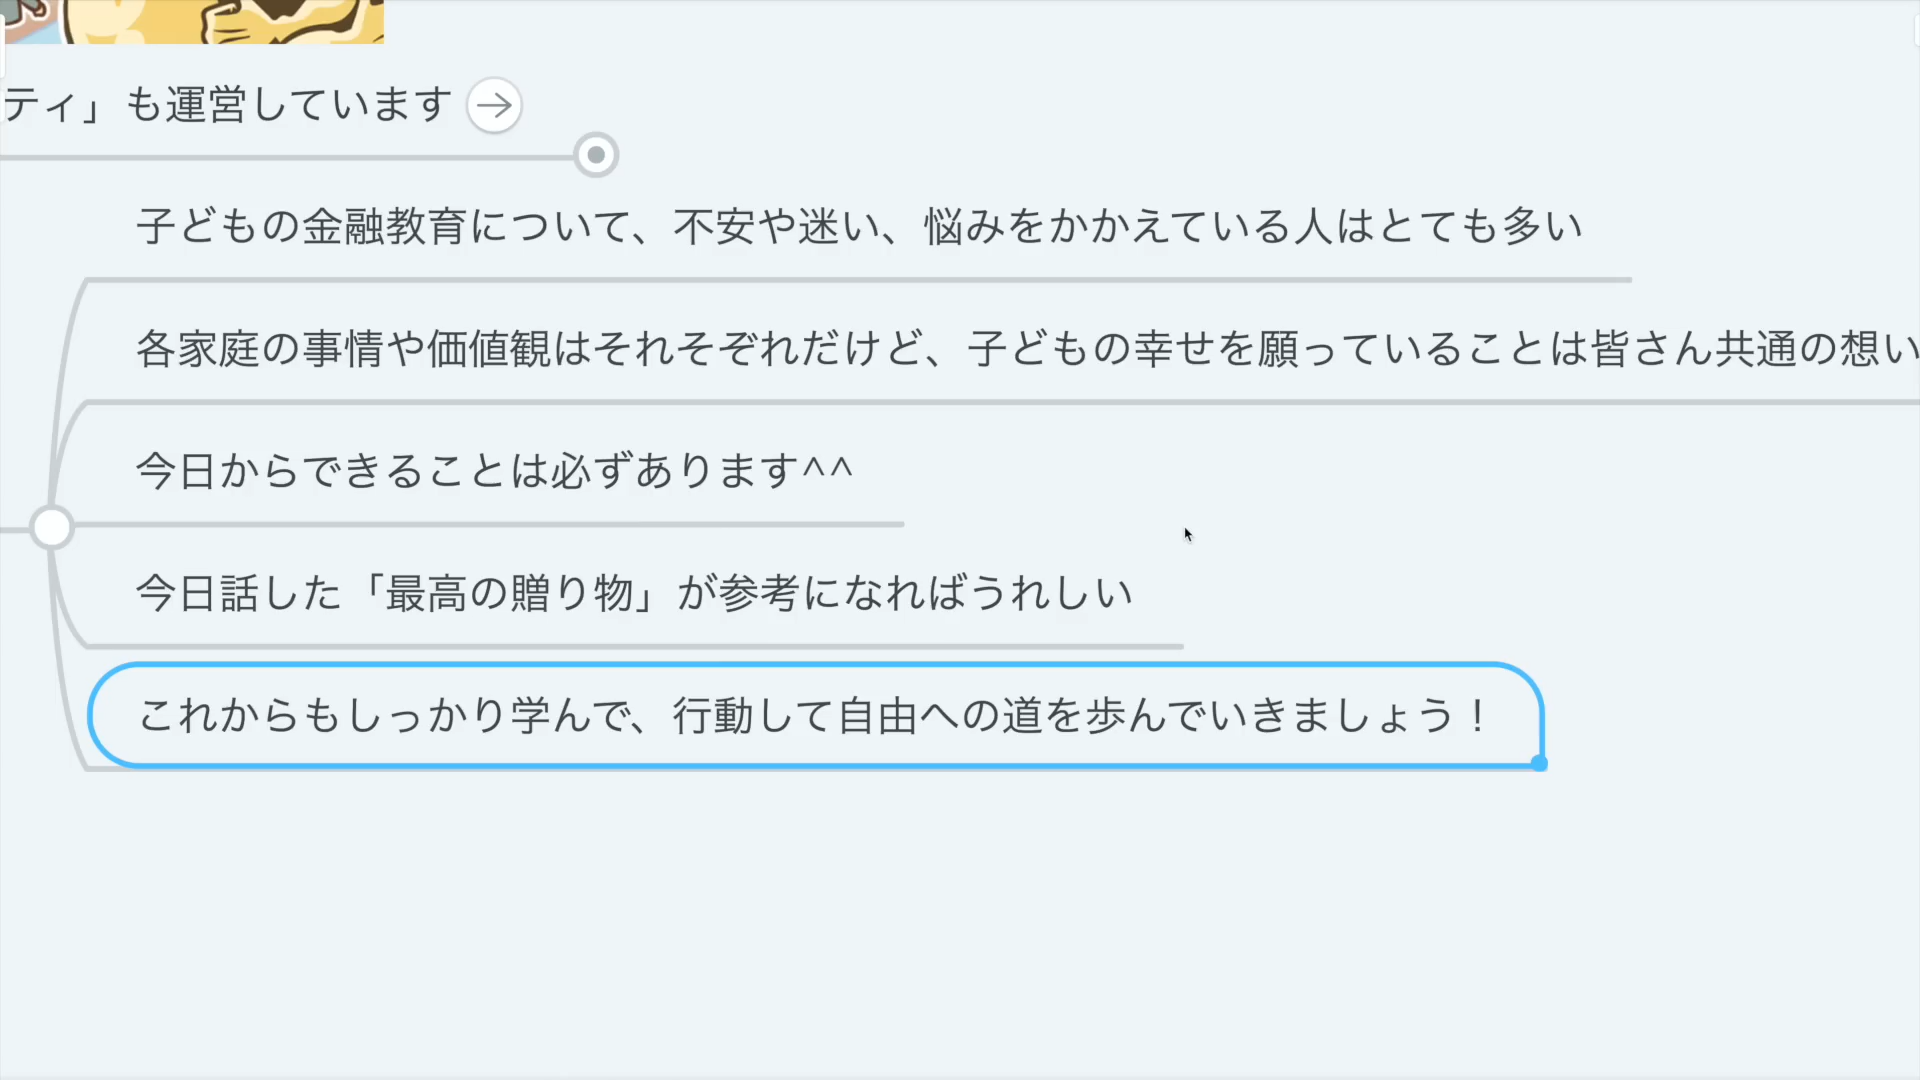 ティ」も運営しています
子どもの金融教育について、不安や迷い、悩みをかかえている人はとても多い
各家庭の事情や価値観はそれぞれだけど、子どもの幸せを願っていることは皆さん共通の想い
今日からできることは必ずあります^^
今日話した「最高の贈り物」が参考になればうれしい
これからもしっかり学んで、行動して自由への道を歩んでいきましょう！